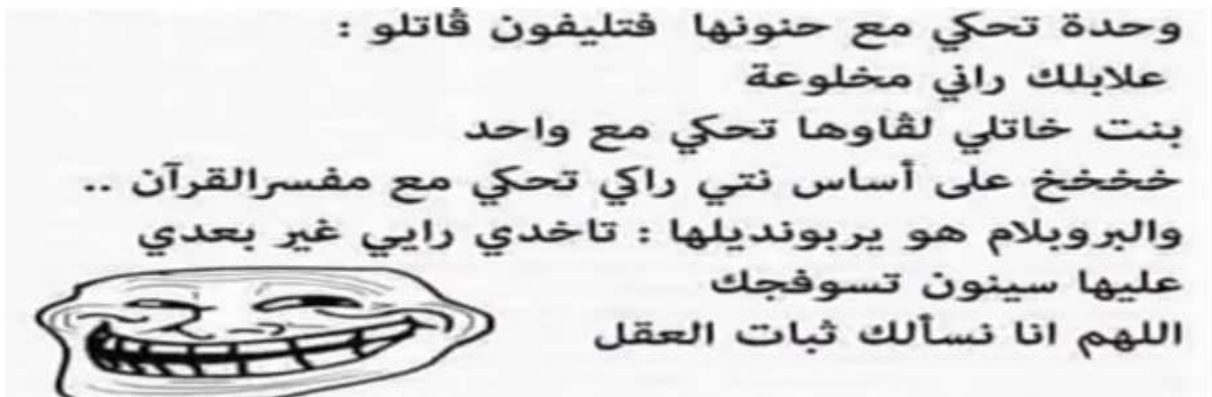 وحدة تحكي مع حنونها فتليفون ڨاتلو :
علابلك راني مخلوعة
بنت خاتلي لڨاوها تحكي مع واحد
خخخخ على أساس نتي راكي تحكي مع مفسرالقرآن ..
والبروبلام هو يربونديلها : تاخدي رايي غير بعدي
عليها سينون تسوفجك
اللهم انا نسألك ثبات العقل